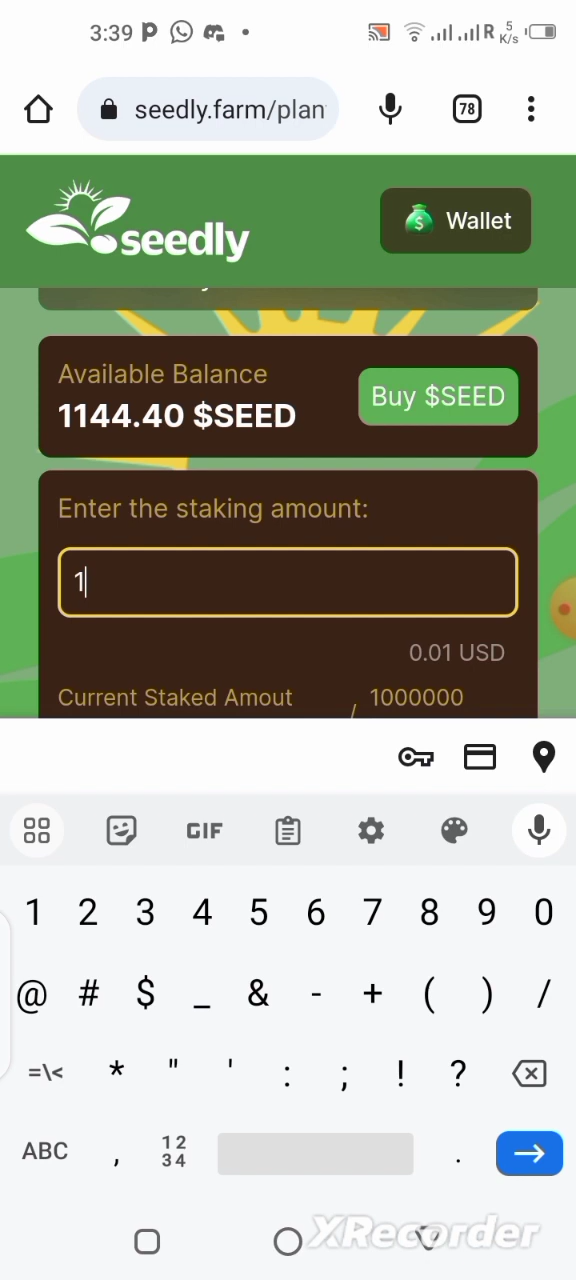 3:39
R 5 K/s
seedly.farm/plan
78
seedly
Wallet
Available Balance
1144.40 $SEED
Buy $SEED
Enter the staking amount:
1
0.01 USD
Current Staked Amout / 1000000
GIF
1 2 3 4 5 6 7 8 9 0
@ # $ _ & - + ( ) /
=\< * " ' : ; ! ?
ABC , 12 34 .
XRecorder